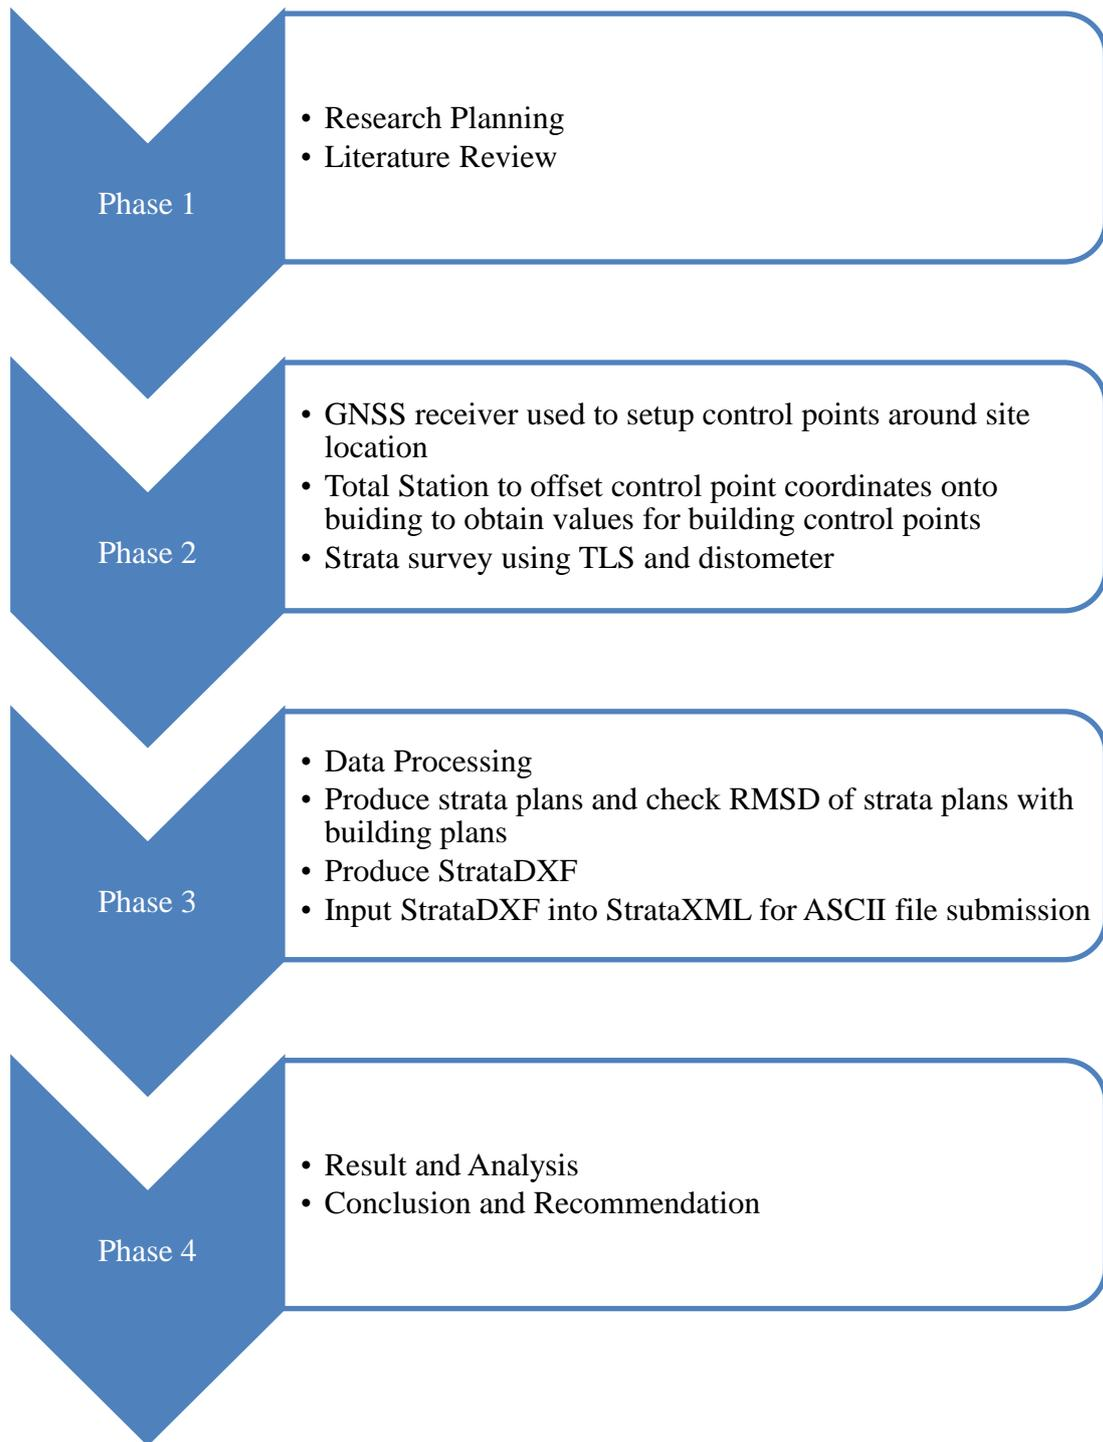 Phase 1
• Research Planning
• Literature Review
Phase 2
• GNSS receiver used to setup control points around site
location
• Total Station to offset control point coordinates onto
buiding to obtain values for building control points
• Strata survey using TLS and distometer
Phase 3
• Data Processing
• Produce strata plans and check RMSD of strata plans with
building plans
• Produce StrataDXF
• Input StrataDXF into StrataXML for ASCII file submission
Phase 4
• Result and Analysis
• Conclusion and Recommendation